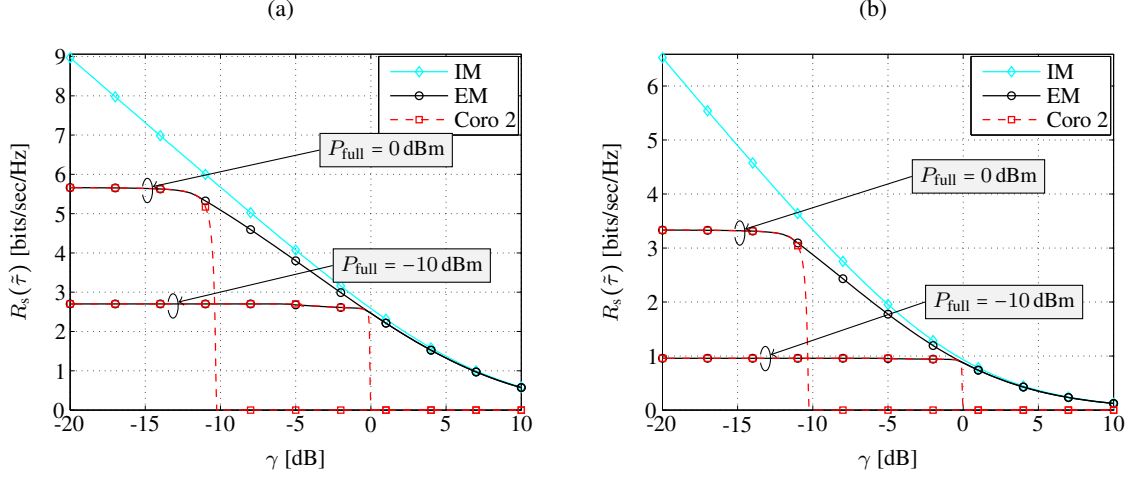 (a)
9
8
7
6
5
4
3
2
1
0
-20
-15
-10
-5
0
5
10
γ [dB]
R_s(τ̃) [bits/sec/Hz]
IM
EM
Coro 2
P_full = 0 dBm
P_full = −10 dBm
(b)
6
5
4
3
2
1
0
-20
-15
-10
-5
0
5
10
γ [dB]
R_s(τ̃) [bits/sec/Hz]
IM
EM
Coro 2
P_full = 0 dBm
P_full = −10 dBm